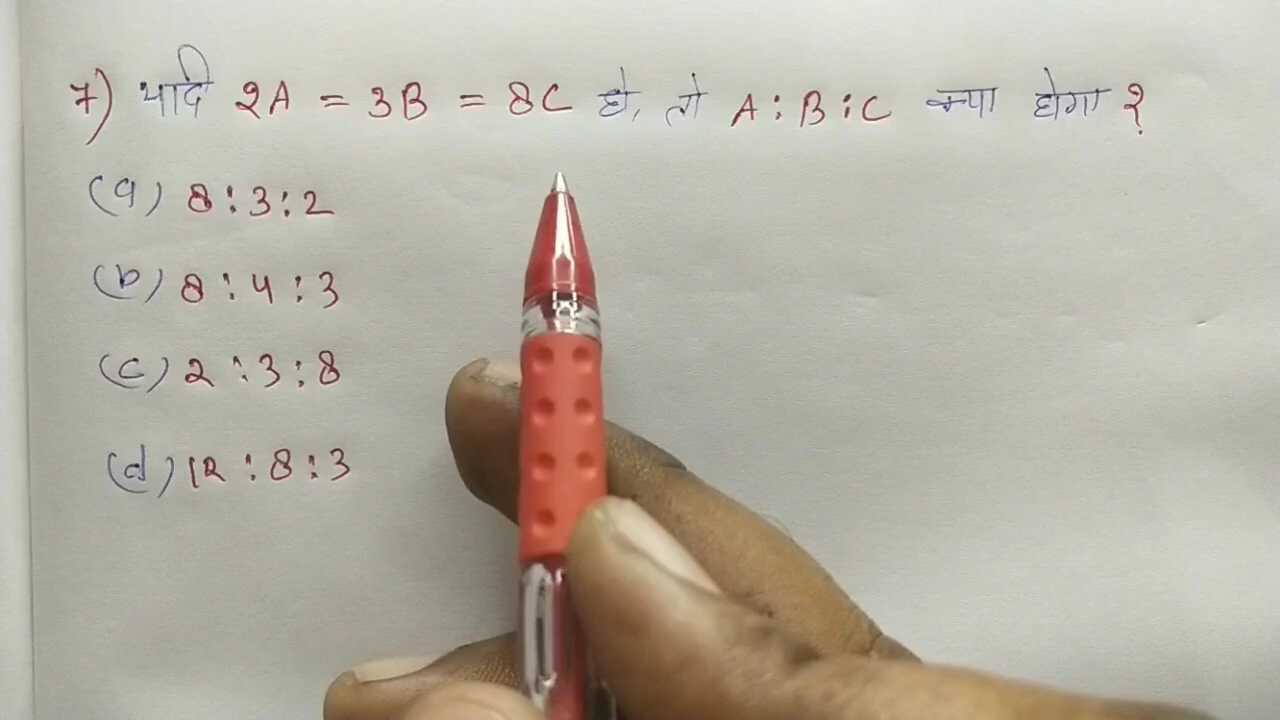 7) यदि 2A = 3B = 8C हो, तो A:B:C क्या होगा ?
(a) 8:3:2
(b) 8:4:3
(c) 2:3:8
(d) 12:8:3